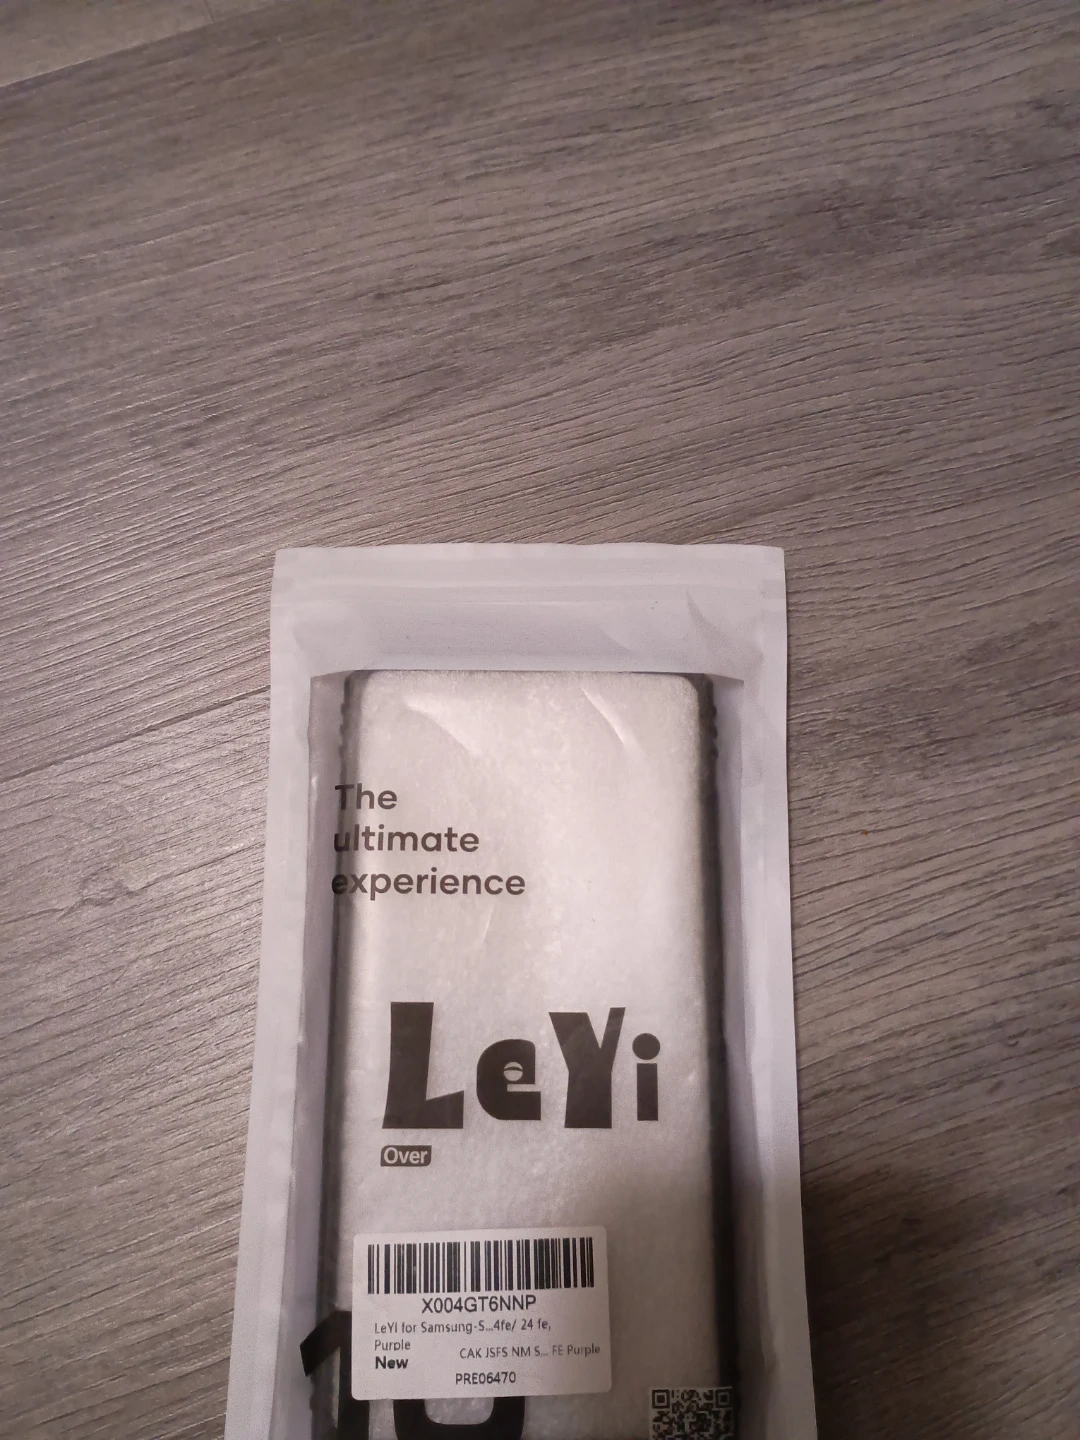 The
ultimate
experience
LeYi
Over
X004GT6NNP
LeYI for Samsung-S...4fe/ 24 fe,
Purple
New
CAK JSFS NM S... FE Purple
PRE06470